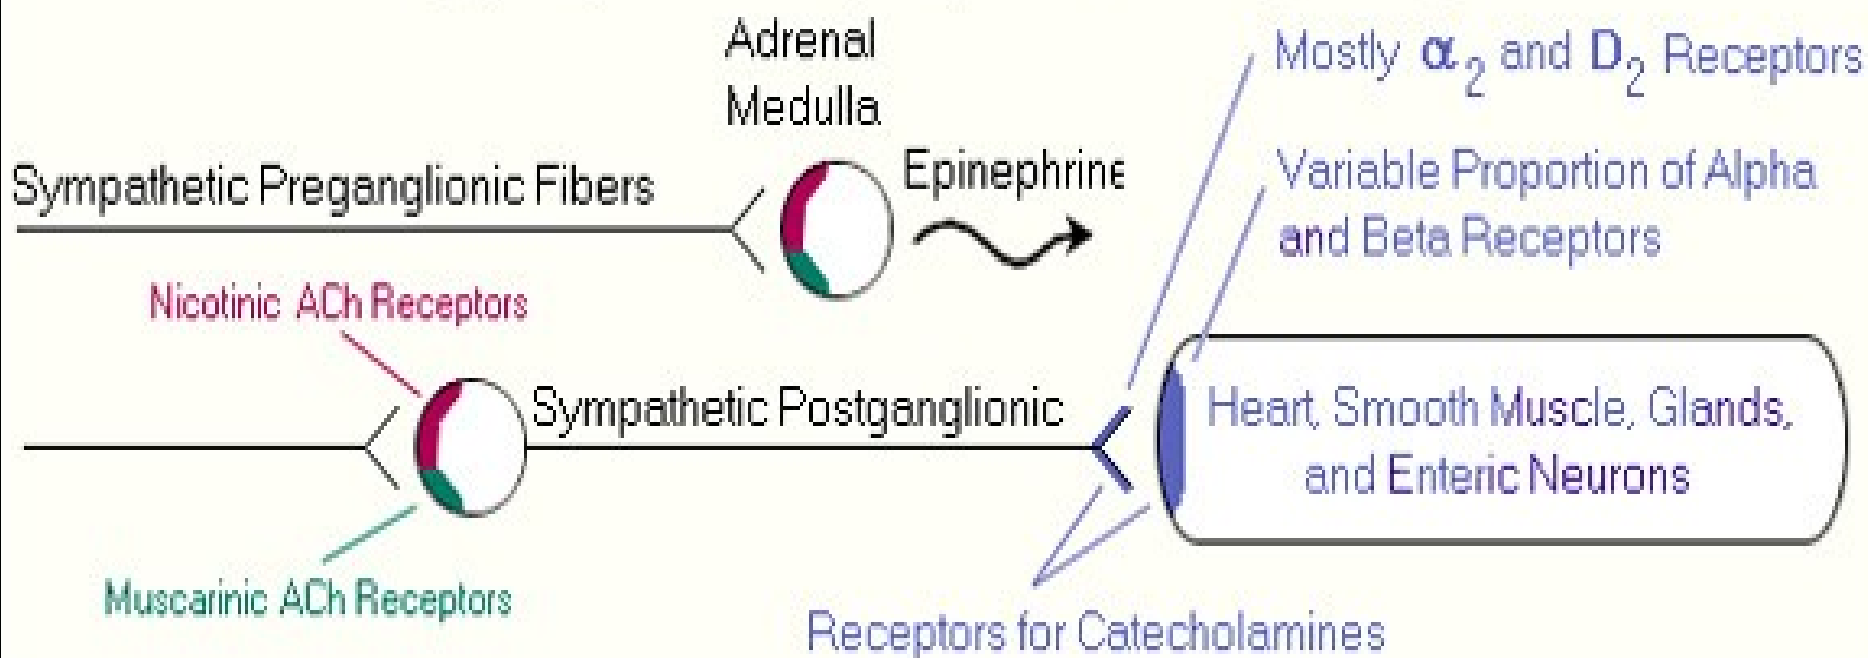 Adrenal
Medulla
Mostly α2 and D2 Receptors
Sympathetic Preganglionic Fibers
Epinephrine
Variable Proportion of Alpha
and Beta Receptors
Nicotinic ACh Receptors
Sympathetic Postganglionic
Heart, Smooth Muscle, Glands,
and Enteric Neurons
Muscarinic ACh Receptors
Receptors for Catecholamines